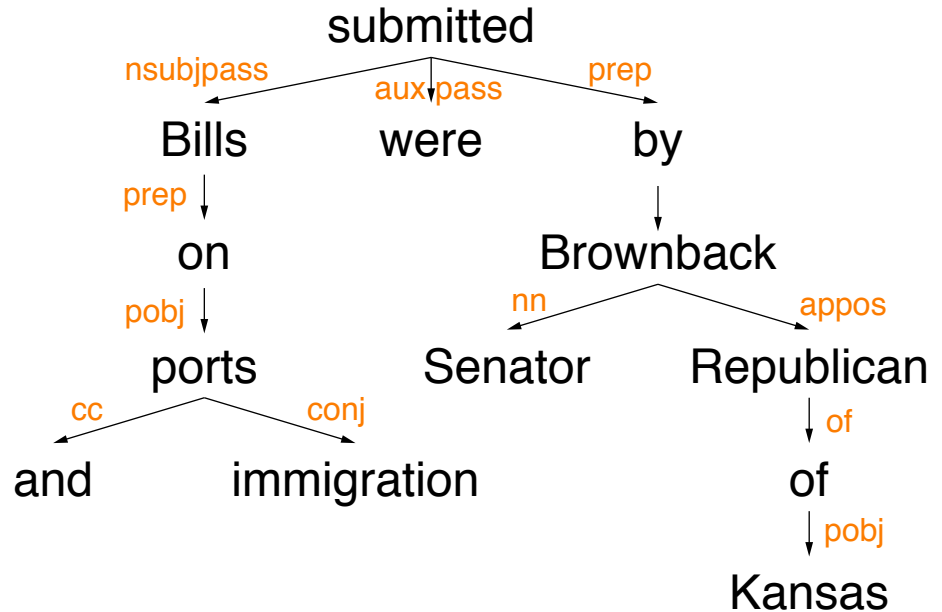 submitted
nsubjpass aux pass prep
Bills were by
prep
on Brownback
pobj nn appos
ports Senator Republican
cc conj of
and immigration of
pobj
Kansas